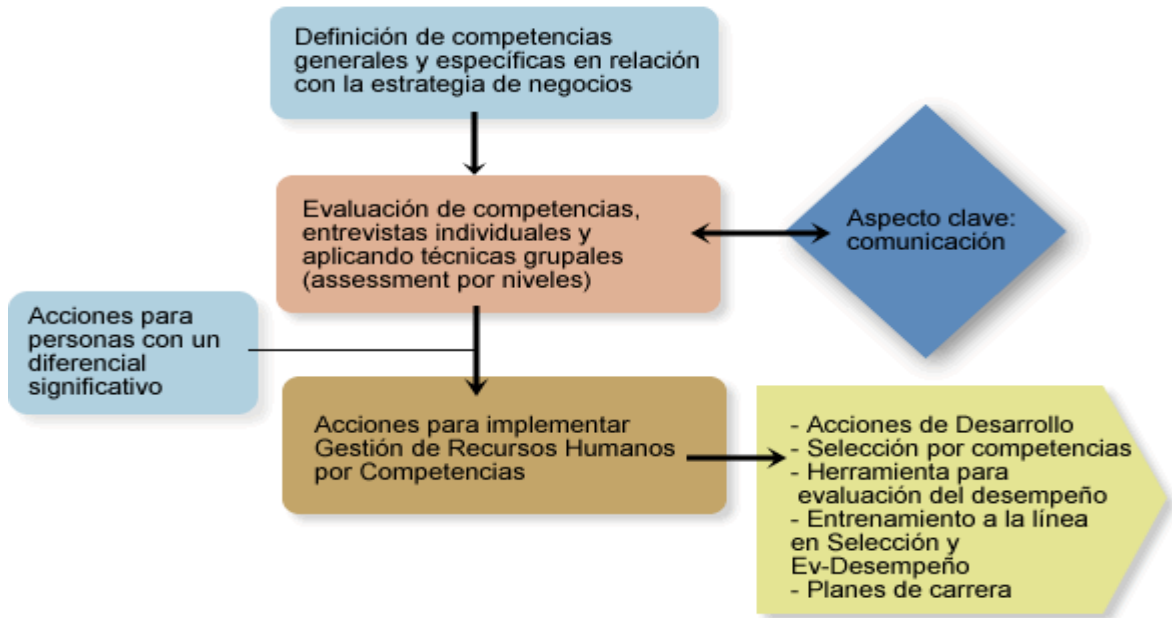 Definición de competencias
generales y específicas en relación
con la estrategia de negocios
Evaluación de competencias,
entrevistas individuales y
aplicando técnicas grupales
(assessment por niveles)
Aspecto clave:
comunicación
Acciones para
personas con un
diferencial
significativo
Acciones para implementar
Gestión de Recursos Humanos
por Competencias
- Acciones de Desarrollo
- Selección por competencias
- Herramienta para
evaluación del desempeño
- Entrenamiento a la línea
en Selección y
Ev-Desempeño
- Planes de carrera